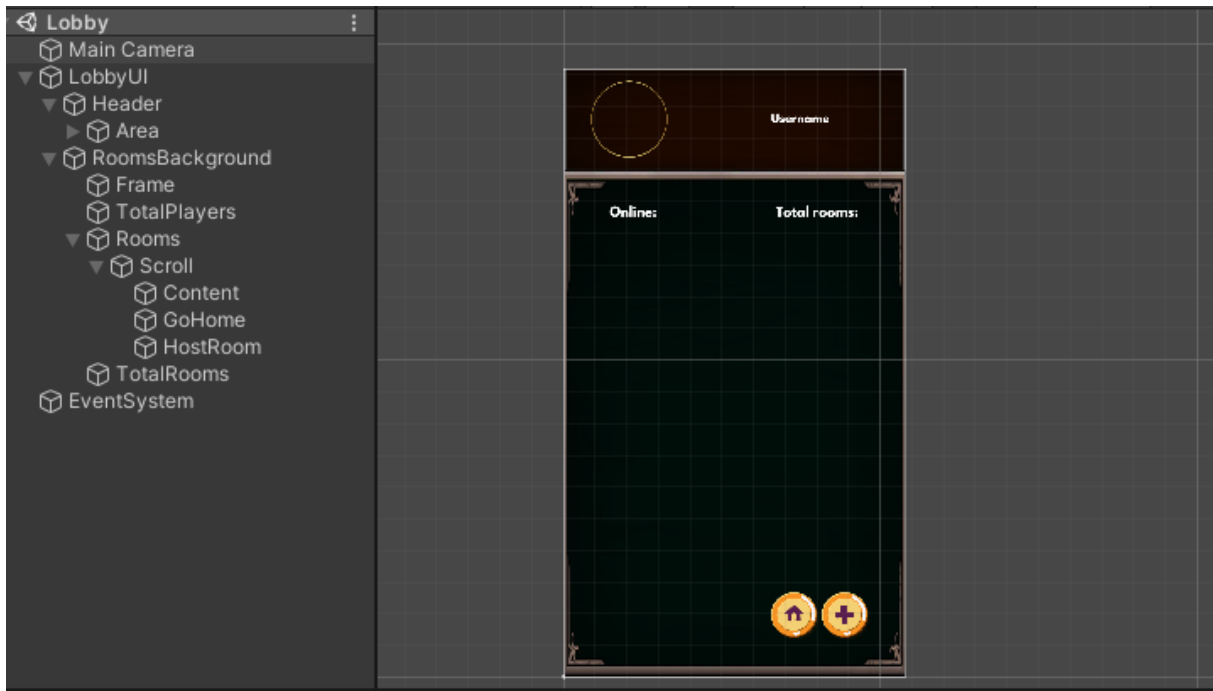 Lobby
Main Camera
LobbyUI
Header
Area
RoomsBackground
Frame
TotalPlayers
Rooms
Scroll
Content
GoHome
HostRoom
TotalRooms
EventSystem
Username
Online: Total rooms: